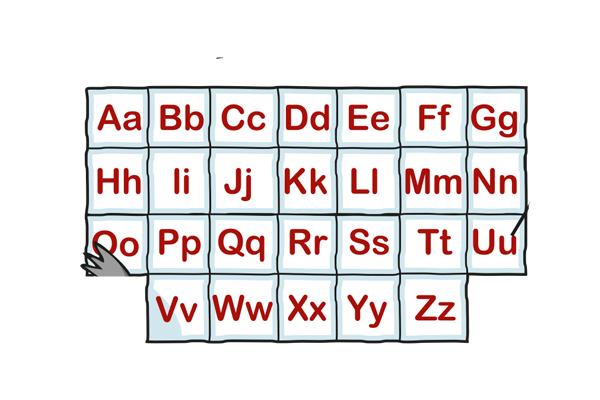 Aa Bb Cc Dd Ee Ff Gg
Hh Ii Jj Kk Ll Mm Nn
Oo Pp Qq Rr Ss Tt Uu
Vv Ww Xx Yy Zz